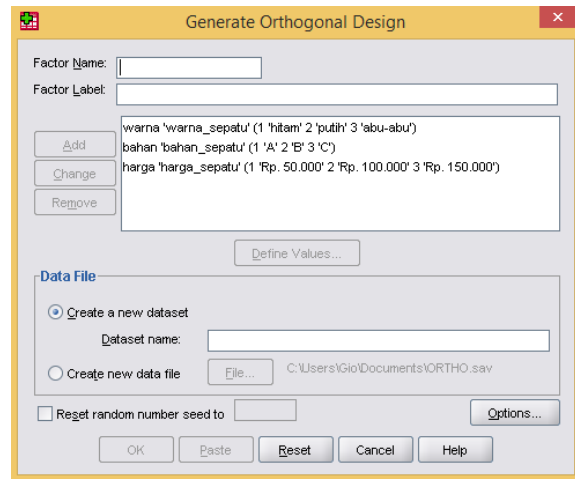 Generate Orthogonal Design
Factor Name:
Factor Label:
Add
Change
Remove
warna 'warna_sepatu' (1 'hitam' 2 'putih' 3 'abu-abu')
bahan 'bahan_sepatu' (1 'A' 2 'B' 3 'C')
harga 'harga_sepatu' (1 'Rp. 50.000' 2 'Rp. 100.000' 3 'Rp. 150.000')
Define Values...
Data File
Create a new dataset
Dataset name:
Create new data file
File...
C:\Users\Gio\Documents\ORTHO.sav
Reset random number seed to
Options...
OK
Paste
Reset
Cancel
Help